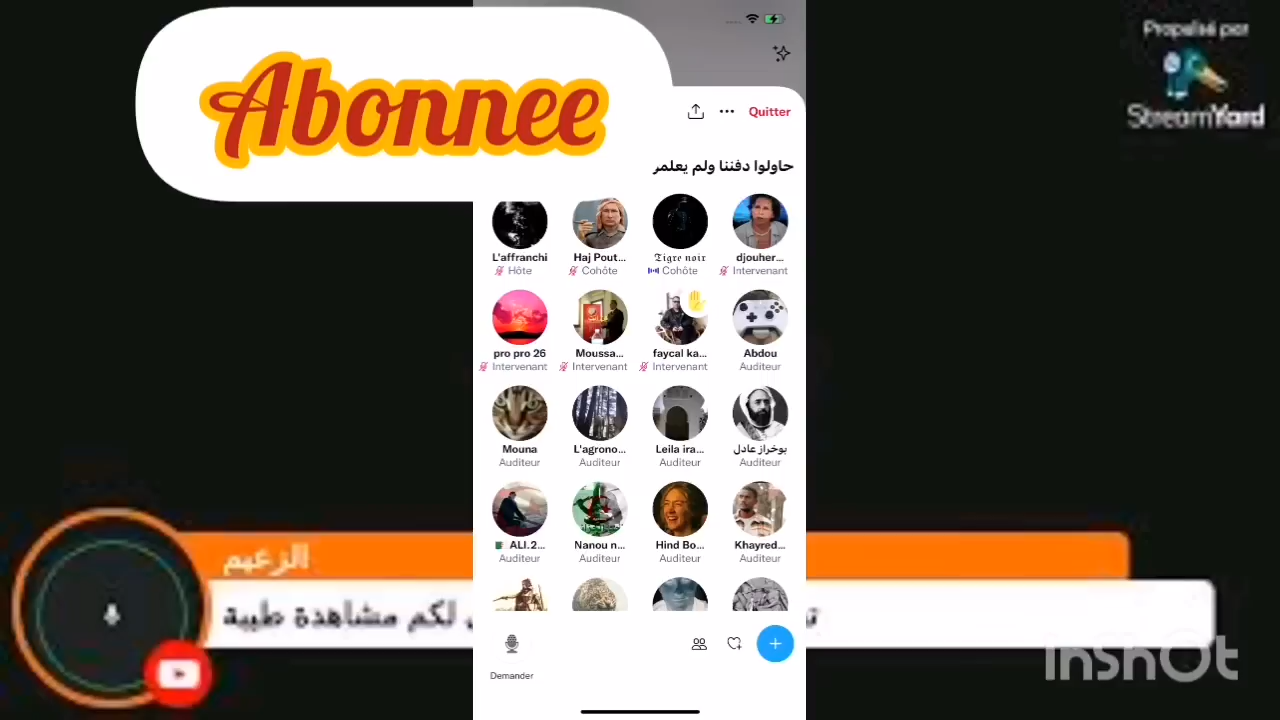 Abonnee
Propulsé par
StreamYard
Quitter
حاولوا دفننا ولم يعلمر
L'affranchi
Hôte
Haj Pout...
Cohôte
𝕿𝖎𝖌𝖗𝖊 𝖓𝖔𝖎𝖗
Cohôte
djouher...
Intervenant
pro pro 26
Intervenant
Moussa...
Intervenant
faycal ka...
Intervenant
Abdou
Auditeur
Mouna
Auditeur
L'agrono...
Auditeur
Leila ira...
Auditeur
بوخراز عادل
Auditeur
ALI.2...
Auditeur
Nanou n...
Auditeur
Hind Bo...
Auditeur
Khayred...
Auditeur
الزعيم
لكم مشاهدة طيبة
Demander
InShOt